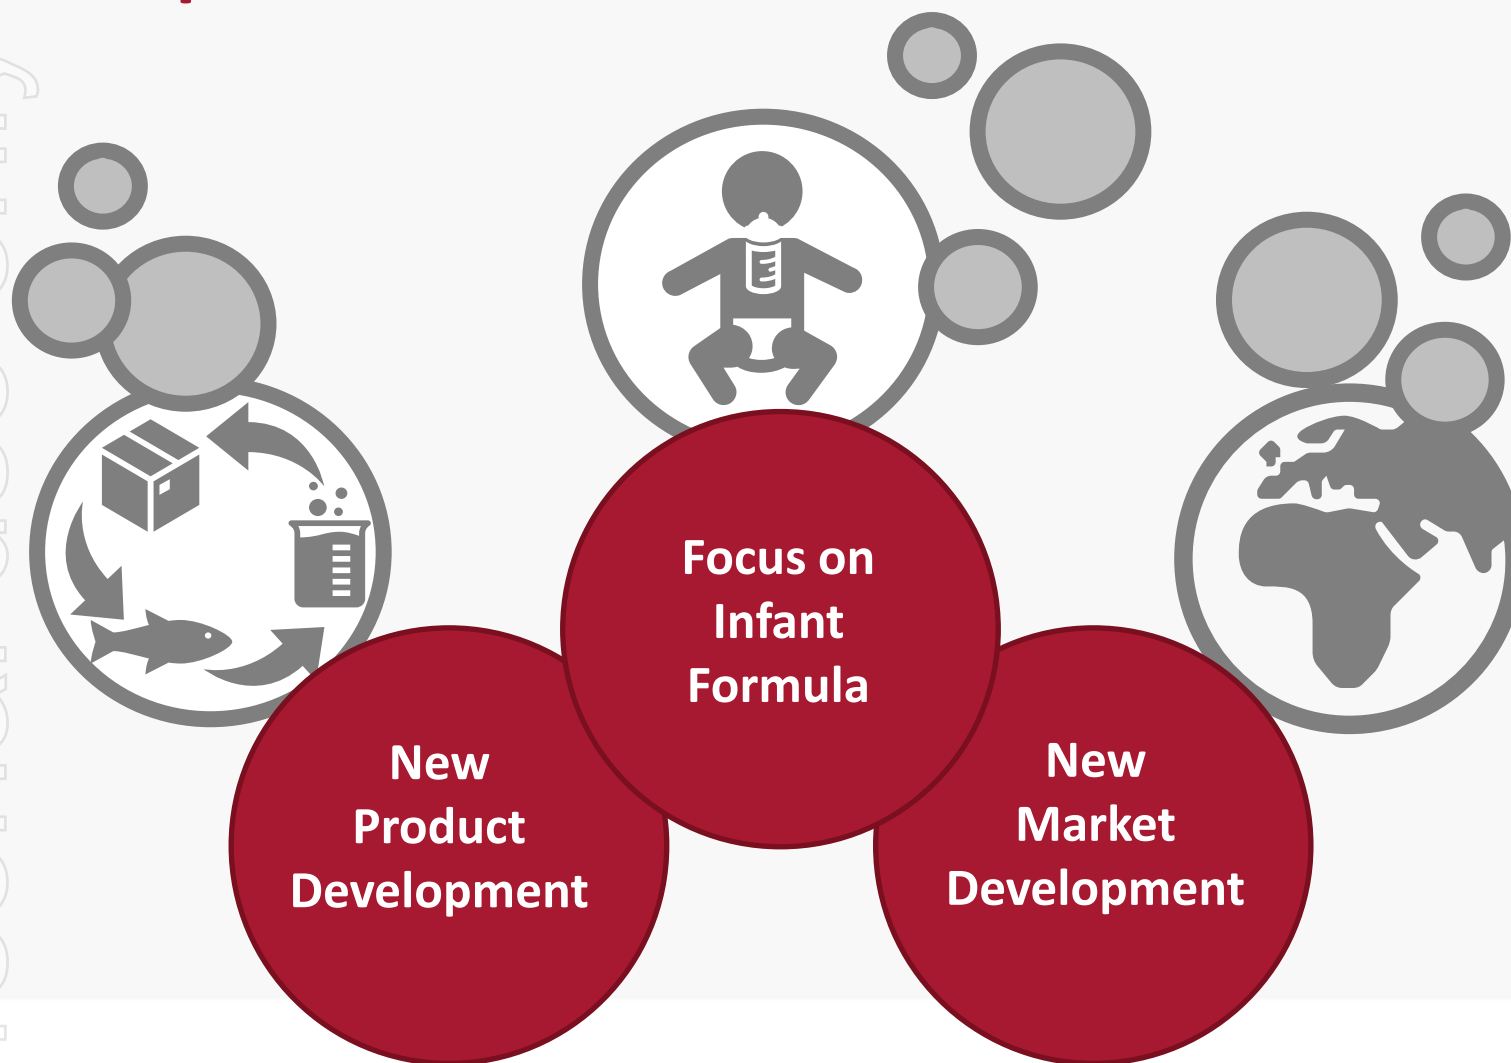 Focus on
Infant
Formula
New
Product
Development
New
Market
Development